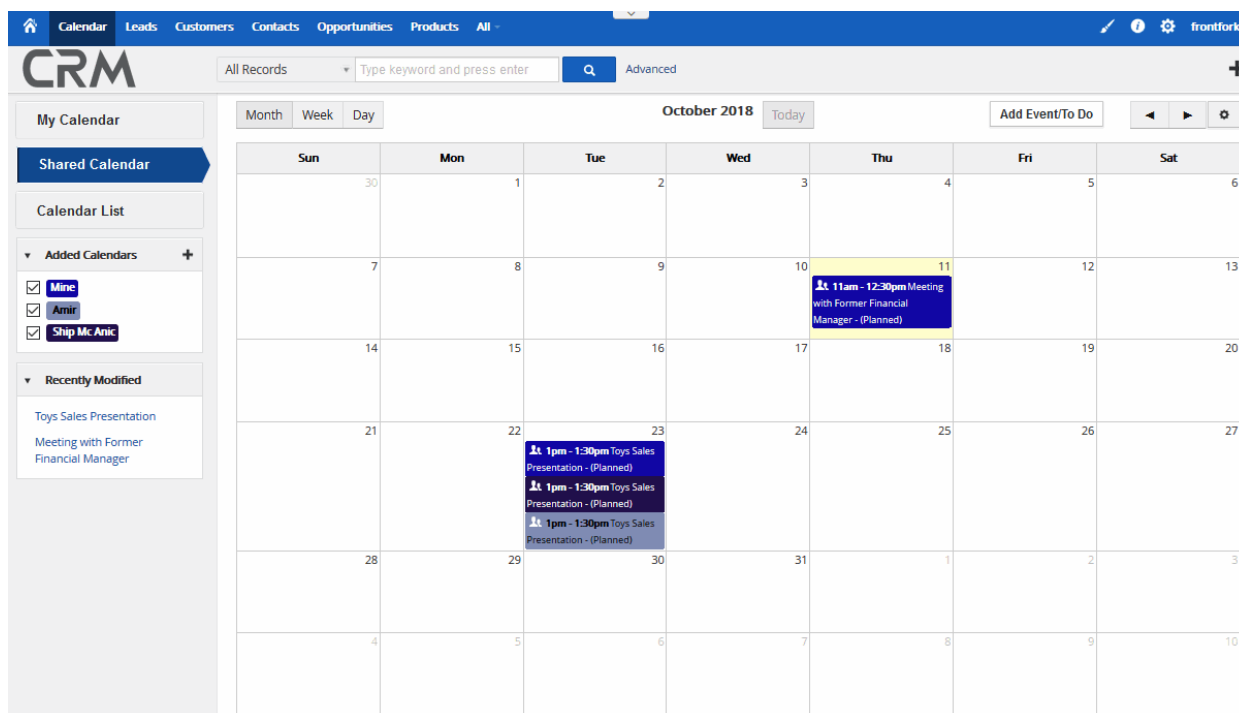 Calendar Leads Customers Contacts Opportunities Products All
frontfork
CRM
All Records Type keyword and press enter Advanced
My Calendar
Shared Calendar
Calendar List
Added Calendars
Mine
Amir
Ship Mc Anic
Recently Modified
Toys Sales Presentation
Meeting with Former
Financial Manager
Month Week Day October 2018 Today Add Event/To Do
Sun Mon Tue Wed Thu Fri Sat
30 1 2 3 4 5 6
7 8 9 10 11 12 13
11am - 12:30pm Meeting
with Former Financial
Manager - (Planned)
14 15 16 17 18 19 20
21 22 23 24 25 26 27
1pm - 1:30pm Toys Sales
Presentation - (Planned)
1pm - 1:30pm Toys Sales
Presentation - (Planned)
1pm - 1:30pm Toys Sales
Presentation - (Planned)
28 29 30 31 1 2 3
4 5 6 7 8 9 10